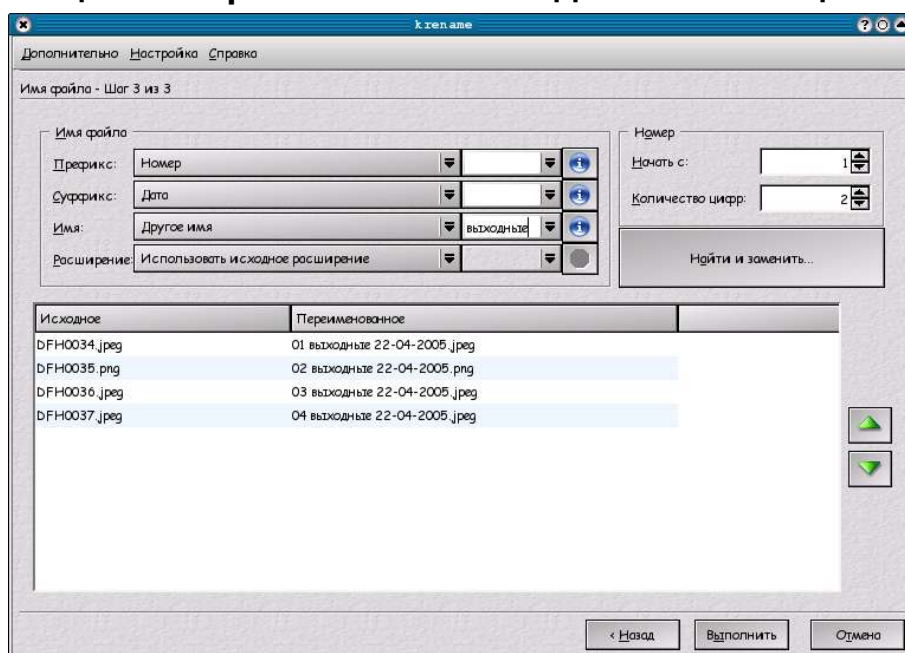 krename
Дополнительно Настройка Справка
Имя файла - Шаг 3 из 3
Имя файла
Префикс: Номер
Суффикс: Дата
Имя: Другое имя выходные
Расширение: Использовать исходное расширение
Номер
Начать с: 1
Количество цифр: 2
Найти и заменить...
Исходное Переименованное
DFH0034.jpeg 01 выходные 22-04-2005.jpeg
DFH0035.png 02 выходные 22-04-2005.png
DFH0036.jpeg 03 выходные 22-04-2005.jpeg
DFH0037.jpeg 04 выходные 22-04-2005.jpeg
< Назад Выполнить Отмена